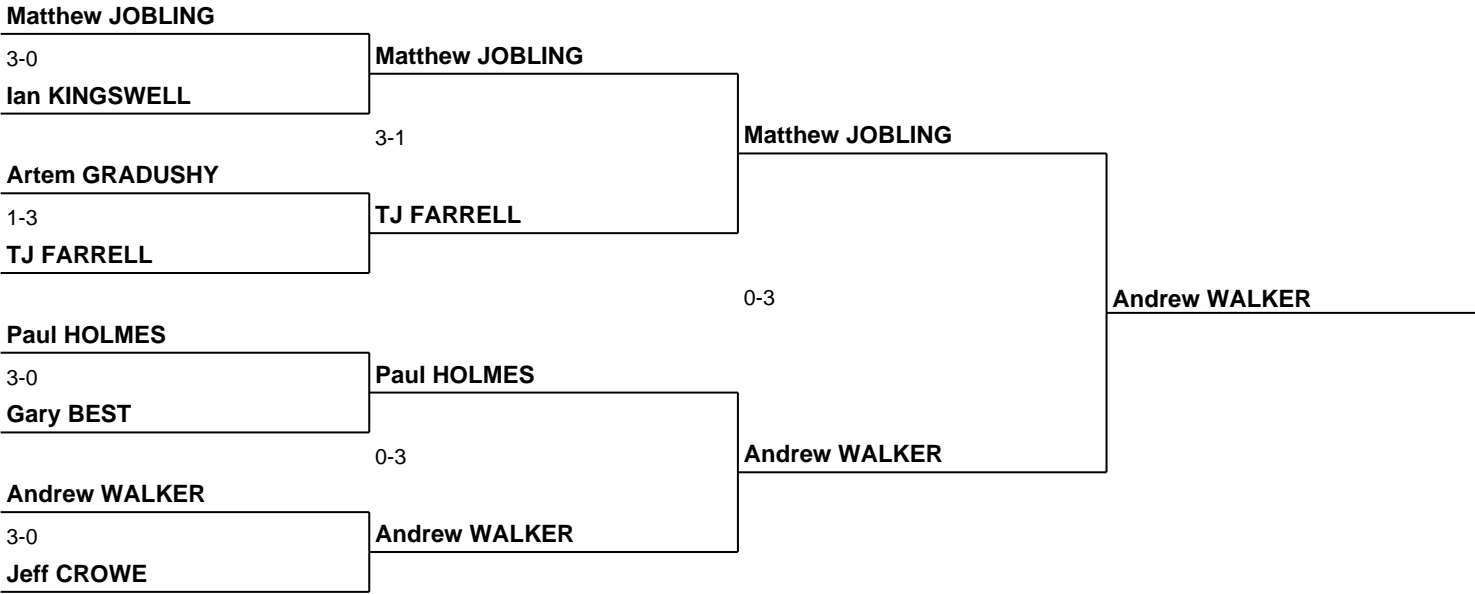 Matthew JOBLING
3-0
Ian KINGSWELL
Artem GRADUSHY
1-3
TJ FARRELL
Paul HOLMES
3-0
Gary BEST
Andrew WALKER
3-0
Jeff CROWE
Matthew JOBLING
3-1
TJ FARRELL
Paul HOLMES
0-3
Andrew WALKER
Matthew JOBLING
0-3
Andrew WALKER
Andrew WALKER